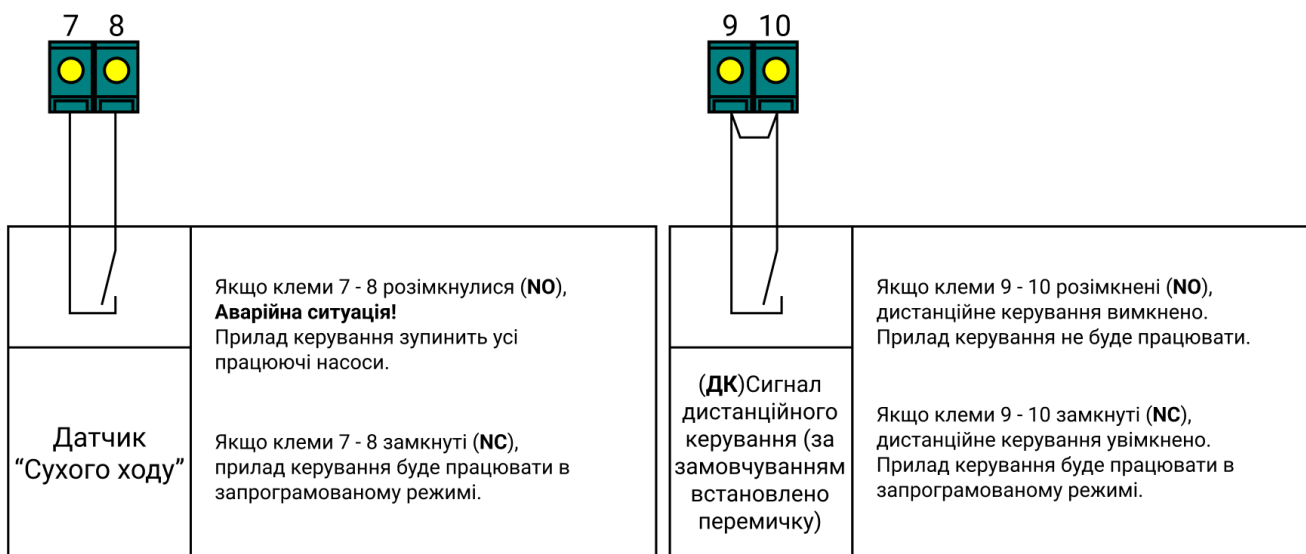 7 8
Якщо клеми 7 - 8 розімкнулися (NO),
Аварійна ситуація!
Прилад керування зупинить усі
працюючі насоси.
Датчик
“Сухого ходу”
Якщо клеми 7 - 8 замкнуті (NC),
прилад керування буде працювати в
запрограмованому режимі.
9 10
Якщо клеми 9 - 10 розімкнені (NO),
дистанційне керування вимкнено.
Прилад керування не буде працювати.
(ДК)Сигнал
дистанційного
керування (за
замовчуванням
встановлено
перемичку)
Якщо клеми 9 - 10 замкнуті (NC),
дистанційне керування увімкнено.
Прилад керування буде працювати в
запрограмованому режимі.